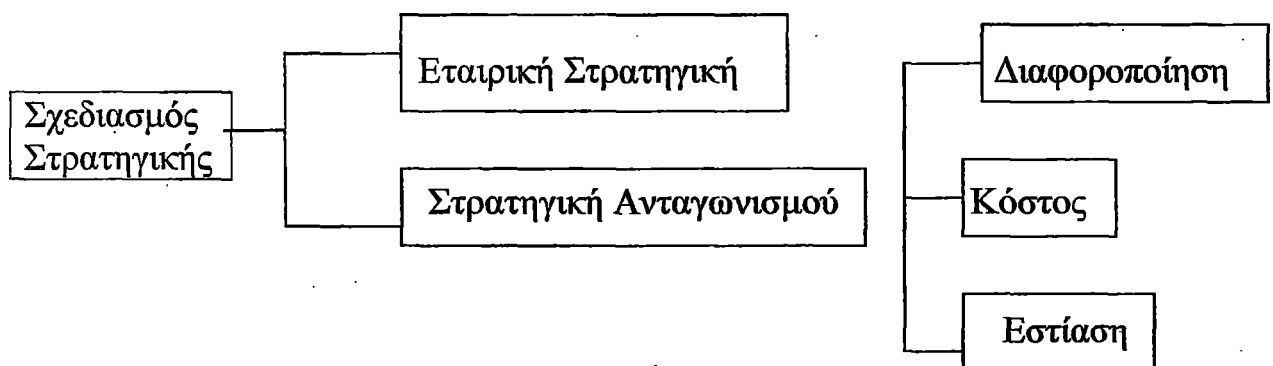 Σχεδιασμός
Στρατηγικής
Εταιρική Στρατηγική
Στρατηγική Ανταγωνισμού
Διαφοροποίηση
Κόστος
Εστίαση